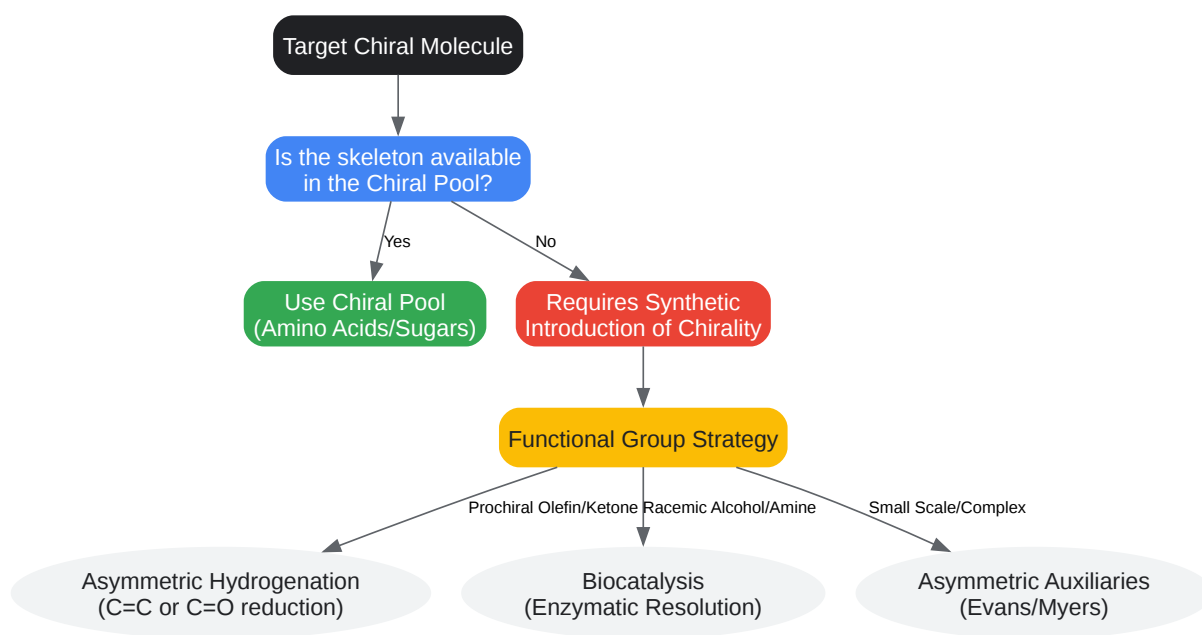 Target Chiral Molecule
Is the skeleton available
in the Chiral Pool?
Yes
No
Use Chiral Pool
(Amino Acids/Sugars)
Requires Synthetic
Introduction of Chirality
Functional Group Strategy
Prochiral Olefin/Ketone
Racemic Alcohol/Amine
Small Scale/Complex
Asymmetric Hydrogenation
(C=C or C=O reduction)
Biocatalysis
(Enzymatic Resolution)
Asymmetric Auxiliaries
(Evans/Myers)